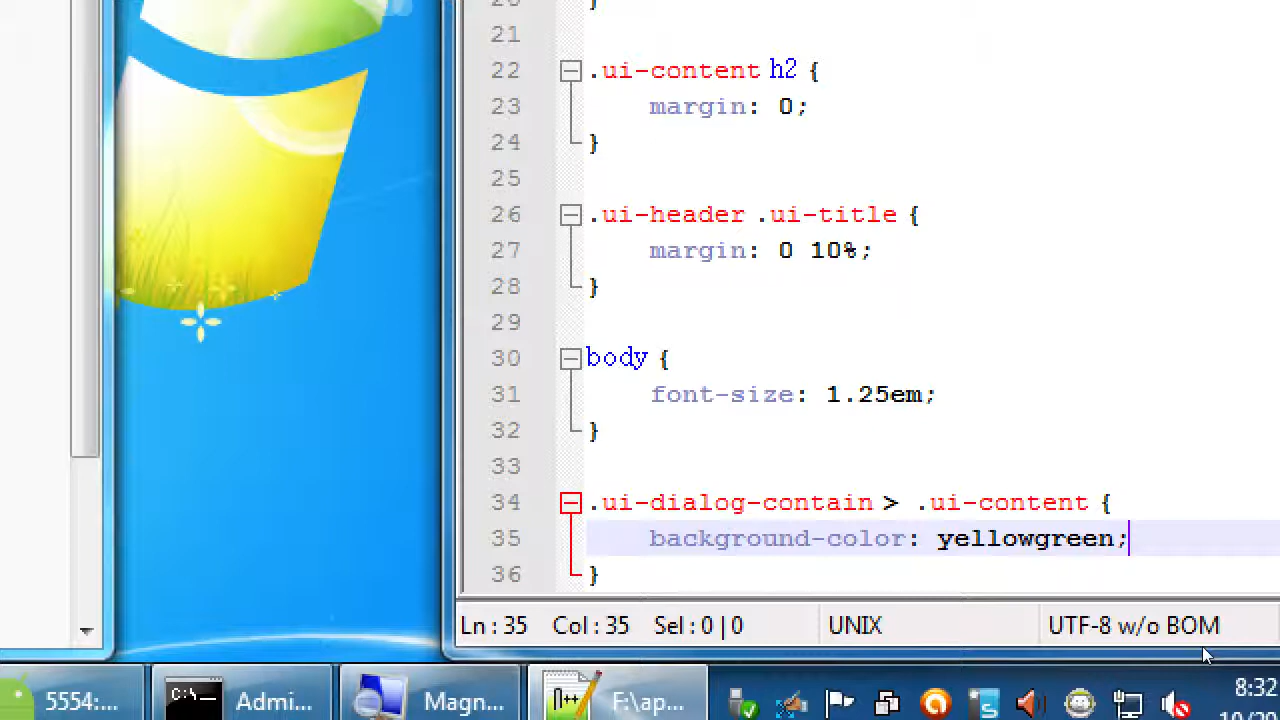 20 }
21
22 .ui-content h2 {
23 margin: 0;
24 }
25
26 .ui-header .ui-title {
27 margin: 0 10%;
28 }
29
30 body {
31 font-size: 1.25em;
32 }
33
34 .ui-dialog-contain > .ui-content {
35 background-color: yellowgreen;
36 }
Ln : 35 Col : 35 Sel : 0 | 0 UNIX UTF-8 w/o BOM
5554:... C:\ Admi... Magn... N++ F:\ap... 8:32